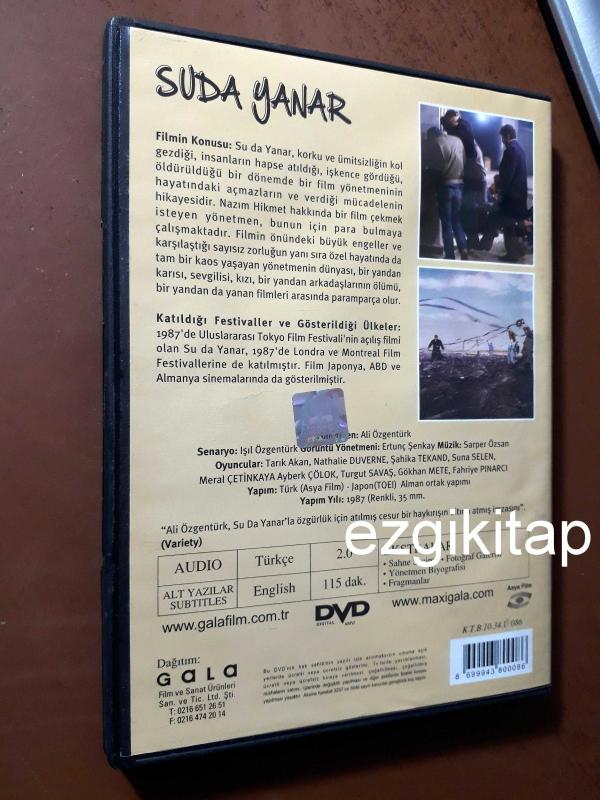 SUDA YANAR
Filmin Konusu: Su da Yanar, korku ve ümitsizliğin kol
gezdiği, insanların hapse atıldığı, işkence gördüğü,
öldürüldüğü bir dönemde bir film yönetmeninin
hayatındaki açmazların ve verdiği mücadelenin
hikayesidir. Nazım Hikmet hakkında bir film çekmek
isteyen yönetmen, bunun için para bulmaya
çalışmaktadır. Filmin önündeki büyük engeller ve
karşılaştığı sayısız zorluğun yanı sıra özel hayatında da
tam bir kaos yaşayan yönetmenin dünyası, bir yandan
karısı, sevgilisi, kızı, bir yandan arkadaşlarının ölümü,
bir yandan da yanan filmleri arasında paramparça olur.
Katıldığı Festivaller ve Gösterildiği Ülkeler:
1987'de Uluslararası Tokyo Film Festivali'nin açılış filmi
olan Su da Yanar, 1987'de Londra ve Montreal Film
Festivallerine de katılmıştır. Film Japonya, ABD ve
Almanya sinemalarında da gösterilmiştir.
Ali Özgentürk
Senaryo: Işıl Özgentürk Görüntü Yönetmeni: Ertunç Şenkay Müzik: Sarper Özsan
Oyuncular: Tarık Akan, Nathalie DUVERNE, Şahika TEKAND, Suna SELEN,
Meral ÇETİNKAYA Ayberk ÇÖLOK, Turgut SAVAŞ, Gökhan METE, Fahriye PINARCI
Yapım: Türk (Asya Film) - Japon(TOEI) Alman ortak yapımı
Yapım Yılı: 1987 (Renkli, 35 mm.
"Ali Özgentürk, Su Da Yanar'la özgürlük için atılmış cesur bir haykırışın altına atmış imzasını".
(Variety)
ezgikitap
AUDIO Türkçe 2.0
• Fotoğraf Galerisi
• Yönetmen Biyografisi
• Fragmanlar
ALT YAZILAR
SUBTITLES English 115 dak.
www.galafilm.com.tr DVD www.maxigala.com Asya Film
K.T.B.10.34.Ü.086
Dağıtım:
GALA
Film ve Sanat Ürünleri
San. ve Tic. Ltd. Şti.
T: 0216 651 26 51
F: 0216 474 20 14
8 699943 800086